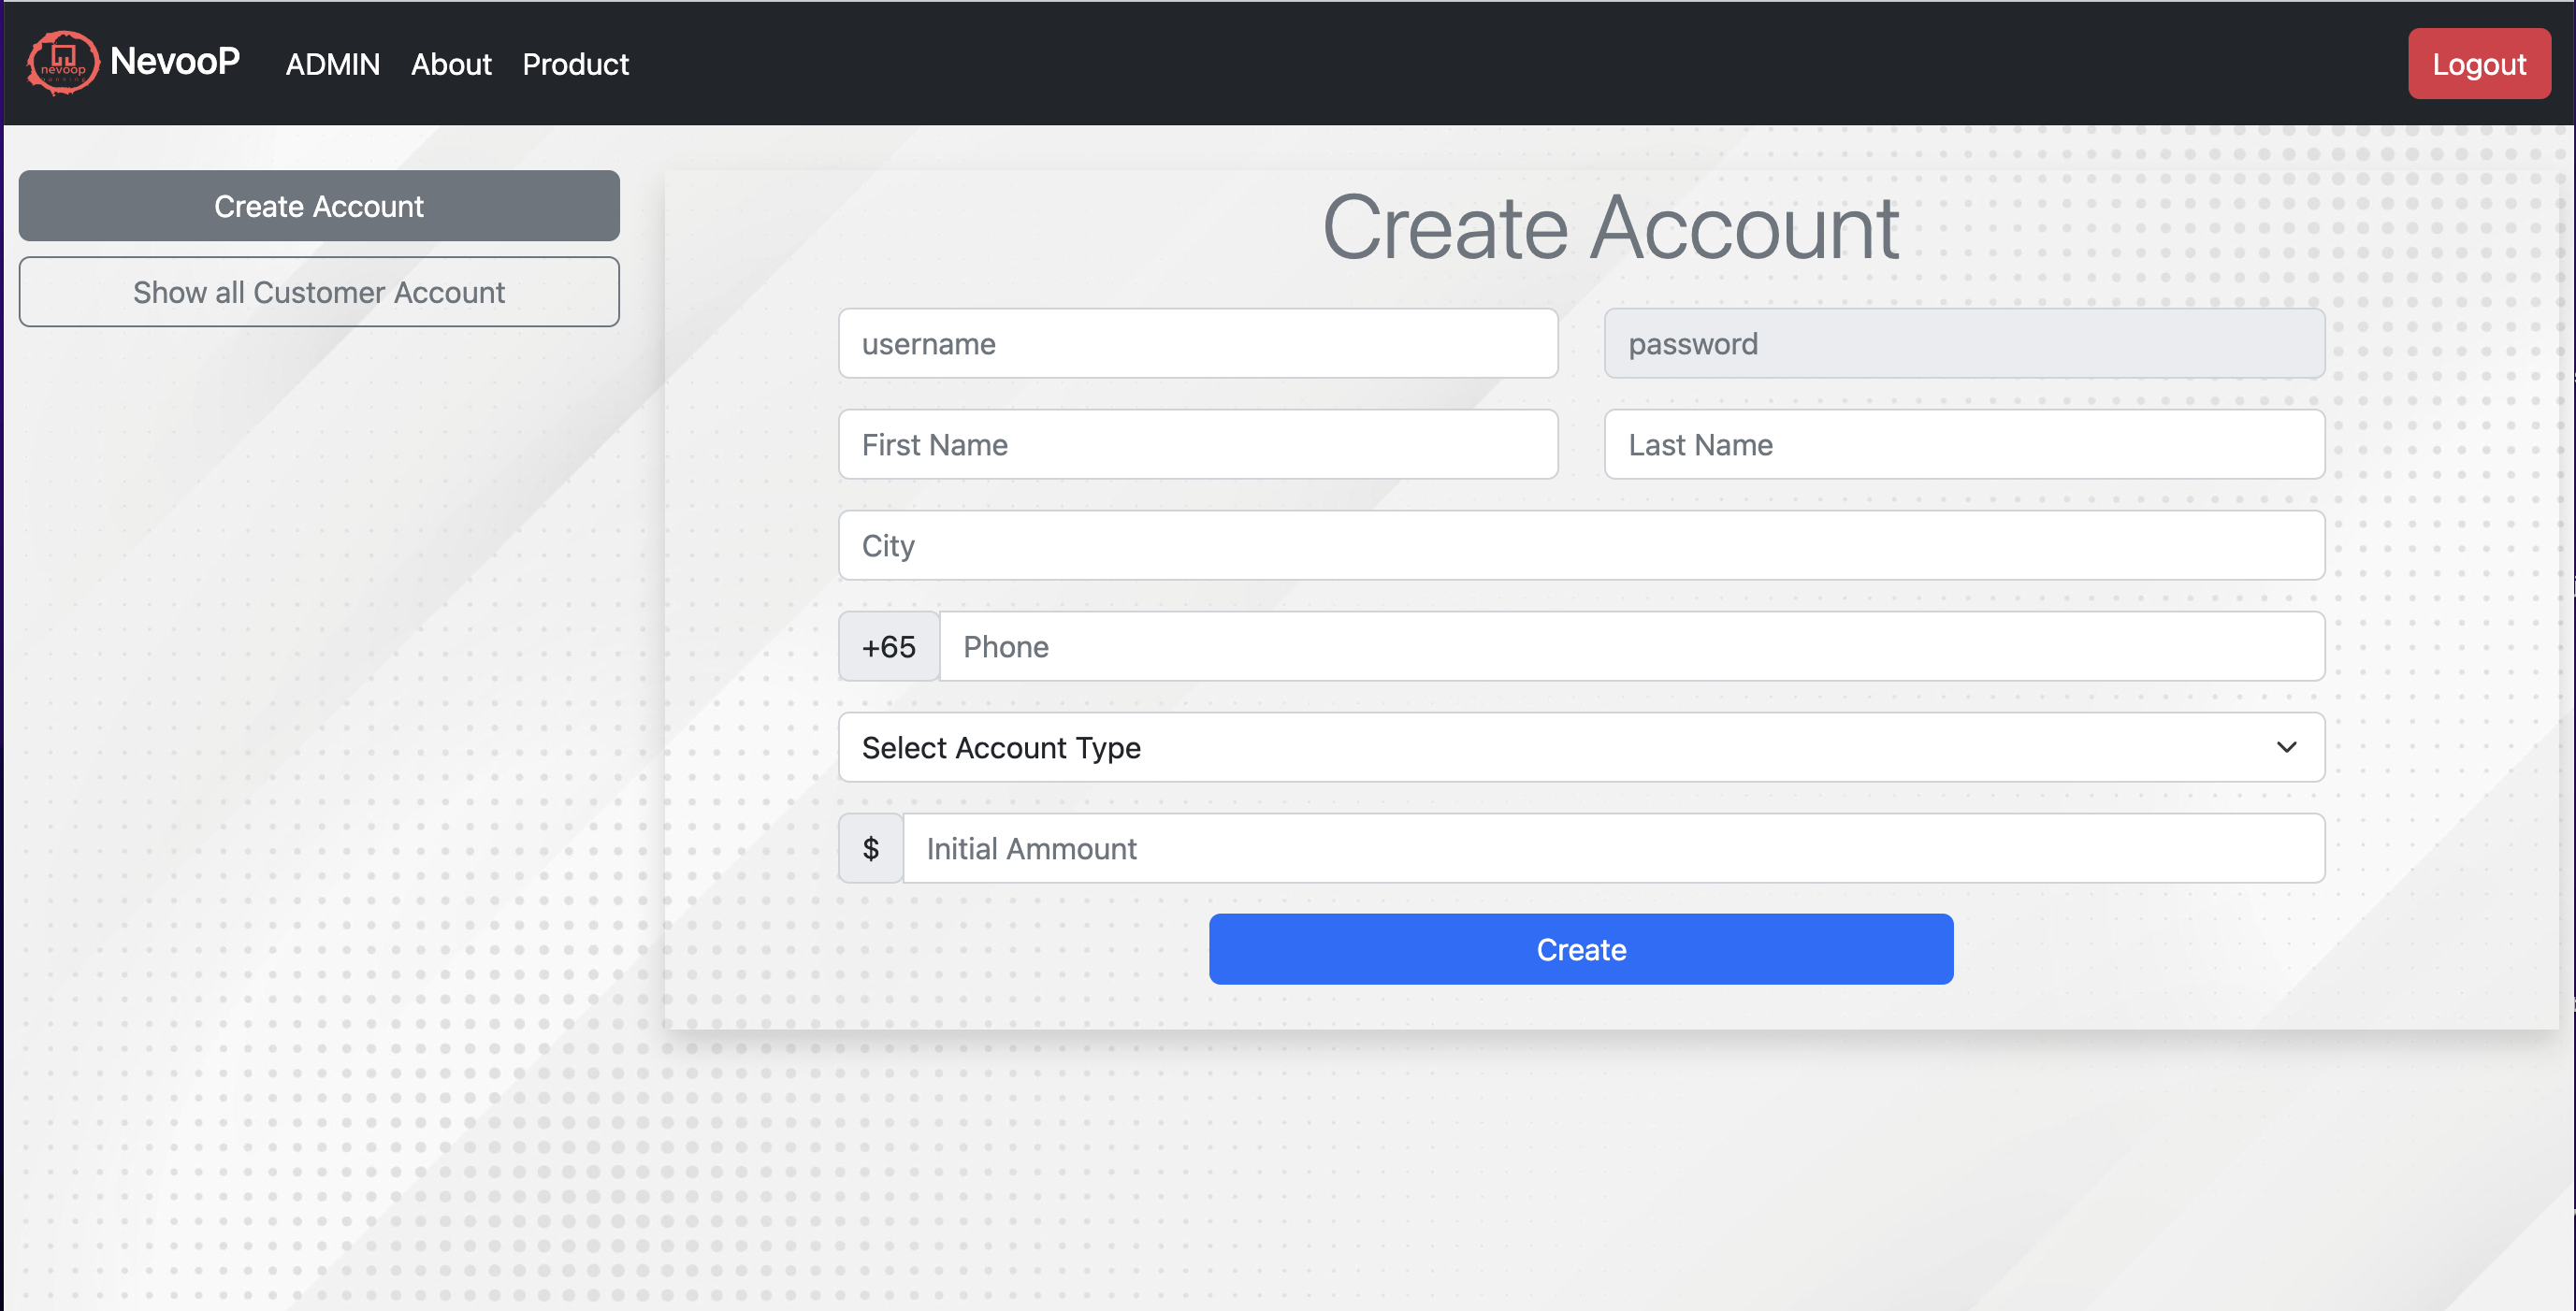 nevoop
NevooP
ADMIN
About
Product
Logout
Create Account
Show all Customer Account
Create Account
username
password
First Name
Last Name
City
+65
Phone
Select Account Type
$
Initial Ammount
Create